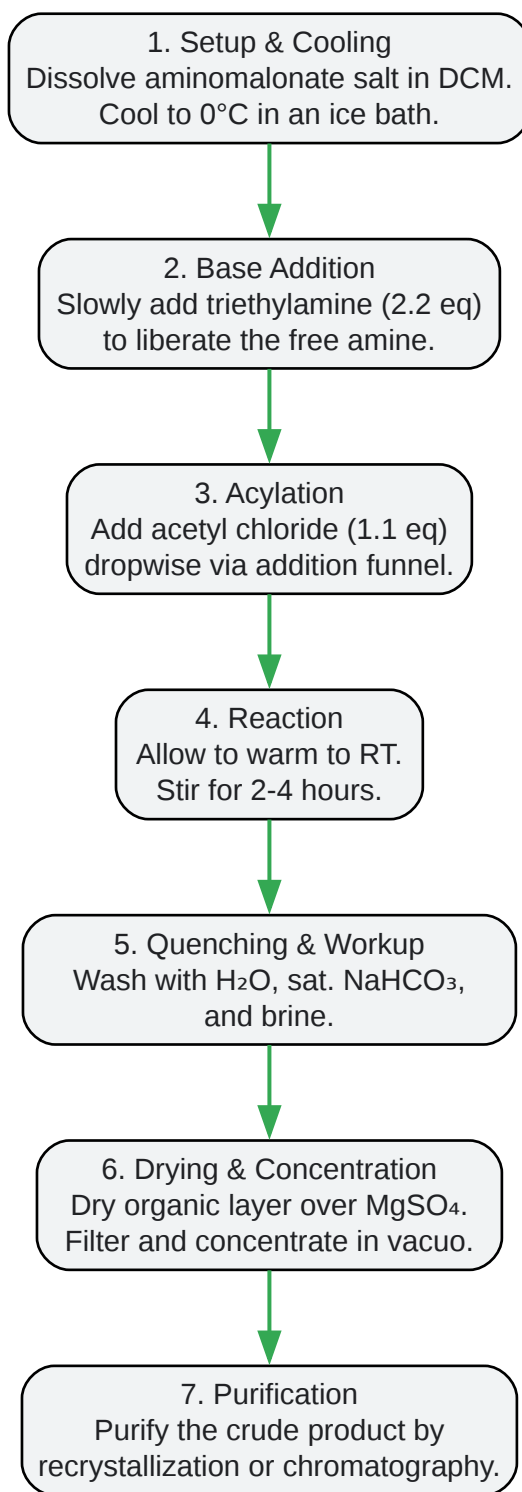 1. Setup & Cooling
Dissolve aminomalonate salt in DCM.
Cool to 0°C in an ice bath.
2. Base Addition
Slowly add triethylamine (2.2 eq)
to liberate the free amine.
3. Acylation
Add acetyl chloride (1.1 eq)
dropwise via addition funnel.
4. Reaction
Allow to warm to RT.
Stir for 2-4 hours.
5. Quenching & Workup
Wash with H₂O, sat. NaHCO₃,
and brine.
6. Drying & Concentration
Dry organic layer over MgSO₄.
Filter and concentrate in vacuo.
7. Purification
Purify the crude product by
recrystallization or chromatography.